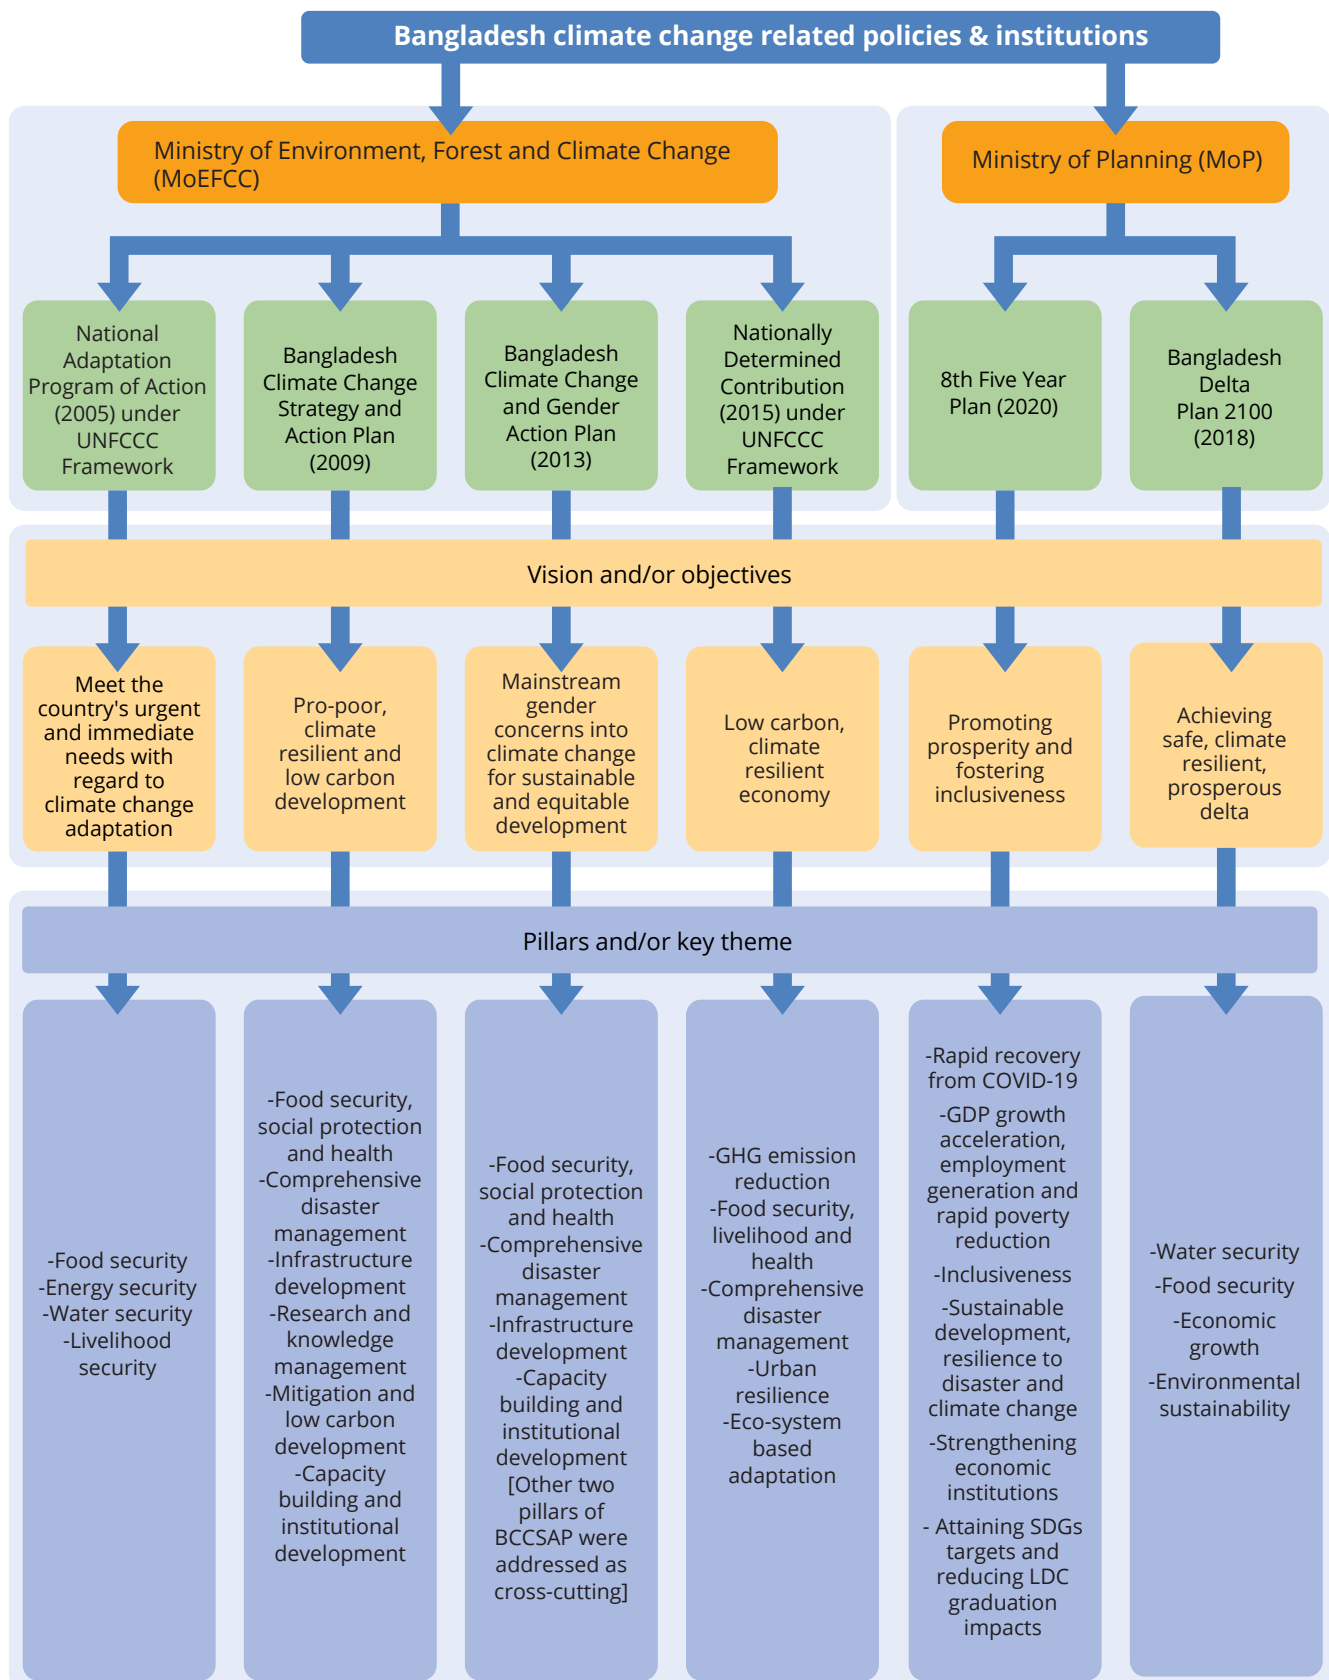 Bangladesh climate change related policies & institutions
Ministry of Environment, Forest and Climate Change
(MoEFCC)
Ministry of Planning (MoP)
National
Adaptation
Program of Action
(2005) under
UNFCCC
Framework
Bangladesh
Climate Change
Strategy and
Action Plan
(2009)
Bangladesh
Climate Change
and Gender
Action Plan
(2013)
Nationally
Determined
Contribution
(2015) under
UNFCCC
Framework
8th Five Year
Plan (2020)
Bangladesh
Delta
Plan 2100
(2018)
Vision and/or objectives
Meet the
country's urgent
and immediate
needs with
regard to
climate change
adaptation
Pro-poor,
climate
resilient and
low carbon
development
Mainstream
gender
concerns into
climate change
for sustainable
and equitable
development
Low carbon,
climate
resilient
economy
Promoting
prosperity and
fostering
inclusiveness
Achieving
safe, climate
resilient,
prosperous
delta
Pillars and/or key theme
-Food security
-Energy security
-Water security
-Livelihood
security
-Food security,
social protection
and health
-Comprehensive
disaster
management
-Infrastructure
development
-Research and
knowledge
management
-Mitigation and
low carbon
development
-Capacity
building and
institutional
development
-Food security,
social protection
and health
-Comprehensive
disaster
management
-Infrastructure
development
-Capacity
building and
institutional
development
[Other two
pillars of
BCCSAP were
addressed as
cross-cutting]
-GHG emission
reduction
-Food security,
livelihood and
health
-Comprehensive
disaster
management
-Urban
resilience
-Eco-system
based
adaptation
-Rapid recovery
from COVID-19
-GDP growth
acceleration,
employment
generation and
rapid poverty
reduction
-Inclusiveness
-Sustainable
development,
resilience to
disaster and
climate change
-Strengthening
economic
institutions
- Attaining SDGs
targets and
reducing LDC
graduation
impacts
-Water security
-Food security
-Economic
growth
-Environmental
sustainability